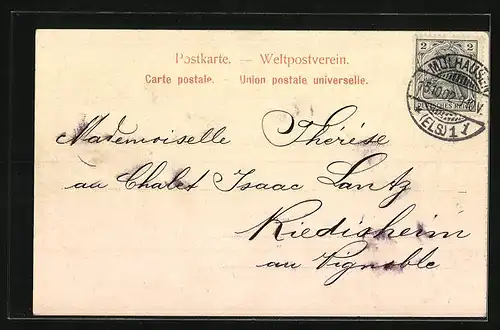 Postkarte. — Weltpostverein.
Carte postale. — Union postale universelle.
2 2
MÜLHAUSEN
* (ELS) 1
Mademoiselle Thérèse
au Chalet Isaac Lantz
Riedisheim
au Vignoble